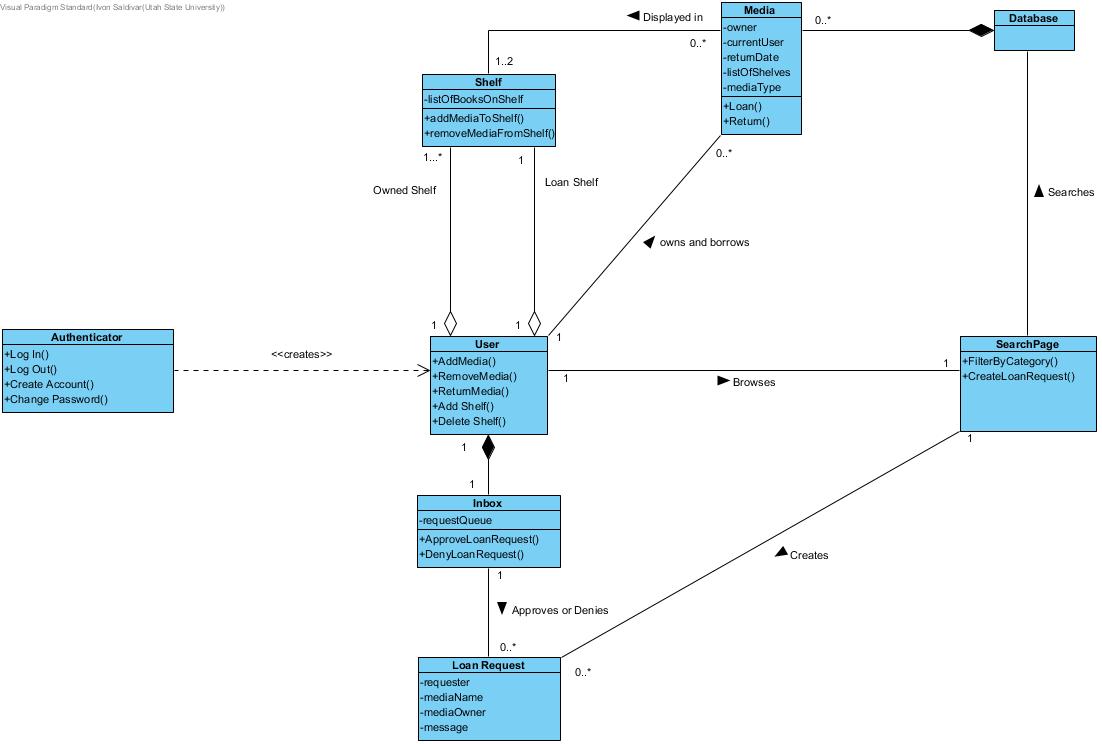 Visual Paradigm Standard(Ivon Saldivar(Utah State University))
Media
-owner
-currentUser
-returnDate
-listOfShelves
-mediaType
+Loan()
+Return()
Displayed in
0..*
1..2
0..*
Database
Shelf
-listOfBooksOnShelf
+addMediaToShelf()
+removeMediaFromShelf()
1...*
1
0..*
Owned Shelf
Loan Shelf
Searches
owns and borrows
1
1
1
Authenticator
+Log In()
+Log Out()
+Create Account()
+Change Password()
<<creates>>
User
+AddMedia()
+RemoveMedia()
+ReturnMedia()
+Add Shelf()
+Delete Shelf()
1
Browses
1
SearchPage
+FilterByCategory()
+CreateLoanRequest()
1
1
1
Inbox
-requestQueue
+ApproveLoanRequest()
+DenyLoanRequest()
1
Approves or Denies
Creates
0..*
0..*
Loan Request
-requester
-mediaName
-mediaOwner
-message